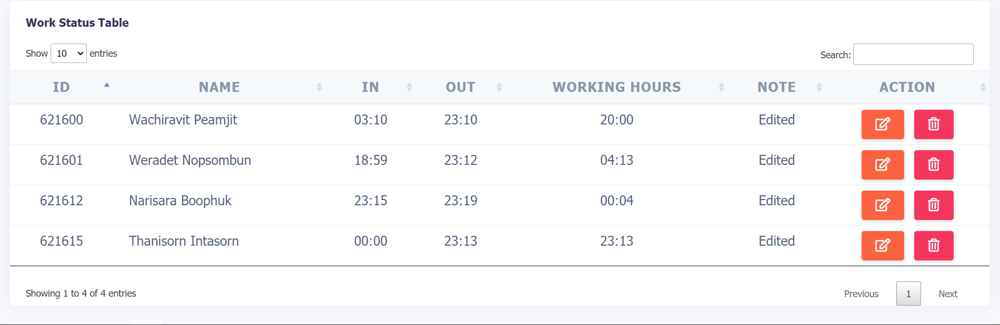 Work Status Table
Show 10 entries
Search:
ID NAME IN OUT WORKING HOURS NOTE ACTION
621600 Wachiravit Peamjit 03:10 23:10 20:00 Edited
621601 Weradet Nopsombun 18:59 23:12 04:13 Edited
621612 Narisara Boophuk 23:15 23:19 00:04 Edited
621615 Thanisorn Intasorn 00:00 23:13 23:13 Edited
Showing 1 to 4 of 4 entries
Previous 1 Next